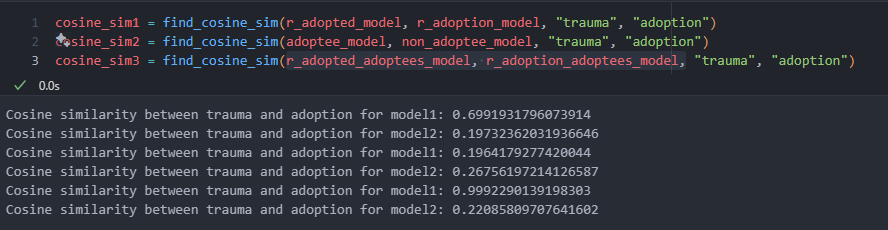 1 cosine_sim1 = find_cosine_sim(r_adopted_model, r_adoption_model, "trauma", "adoption")
2 cosine_sim2 = find_cosine_sim(adoptee_model, non_adoptee_model, "trauma", "adoption")
3 cosine_sim3 = find_cosine_sim(r_adopted_adoptees_model, r_adoption_adoptees_model, "trauma", "adoption")
0.0s
Cosine similarity between trauma and adoption for model1: 0.6991931796073914
Cosine similarity between trauma and adoption for model2: 0.19732362031936646
Cosine similarity between trauma and adoption for model1: 0.1964179277420044
Cosine similarity between trauma and adoption for model2: 0.26756197214126587
Cosine similarity between trauma and adoption for model1: 0.9992290139198303
Cosine similarity between trauma and adoption for model2: 0.22085809707641602